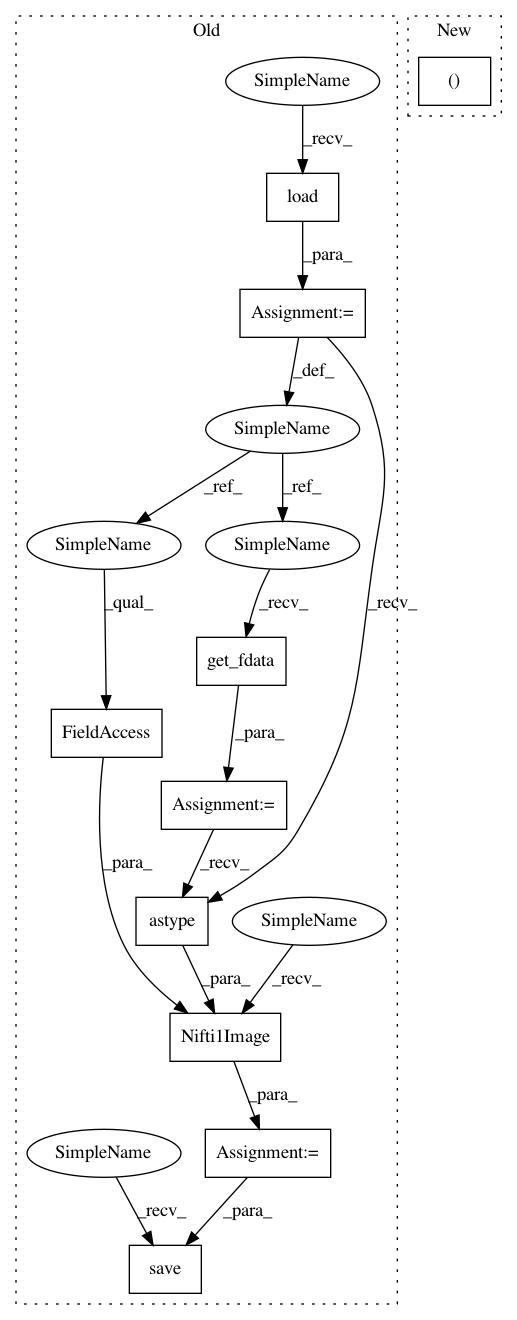 Old
New
SimpleName
()
_recv_
load
_para_
Assignment:=
_def_
SimpleName
_ref_
_ref_
SimpleName
SimpleName
_qual_
_recv_
_recv_
get_fdata
FieldAccess
_para_
Assignment:=
_para_
_recv_
astype
SimpleName
_para_
_recv_
Nifti1Image
_para_
SimpleName
Assignment:=
_recv_
_para_
save